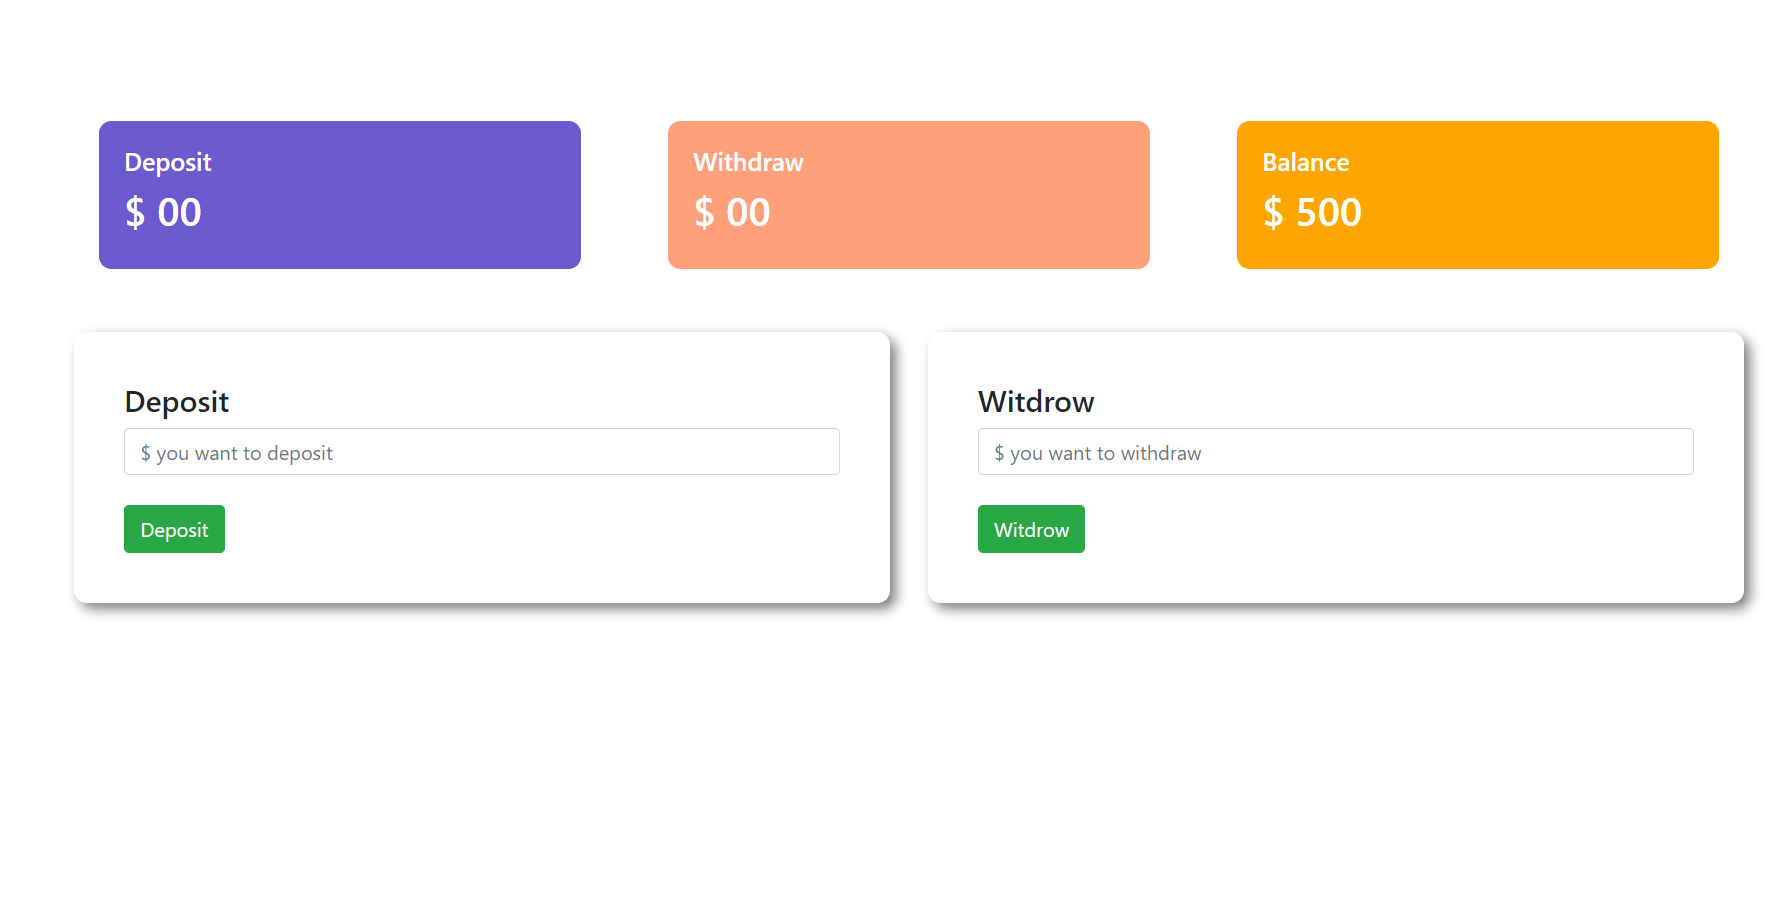 Deposit
$ 00
Withdraw
$ 00
Balance
$ 500
Deposit
$ you want to deposit
Deposit
Witdrow
$ you want to withdraw
Witdrow